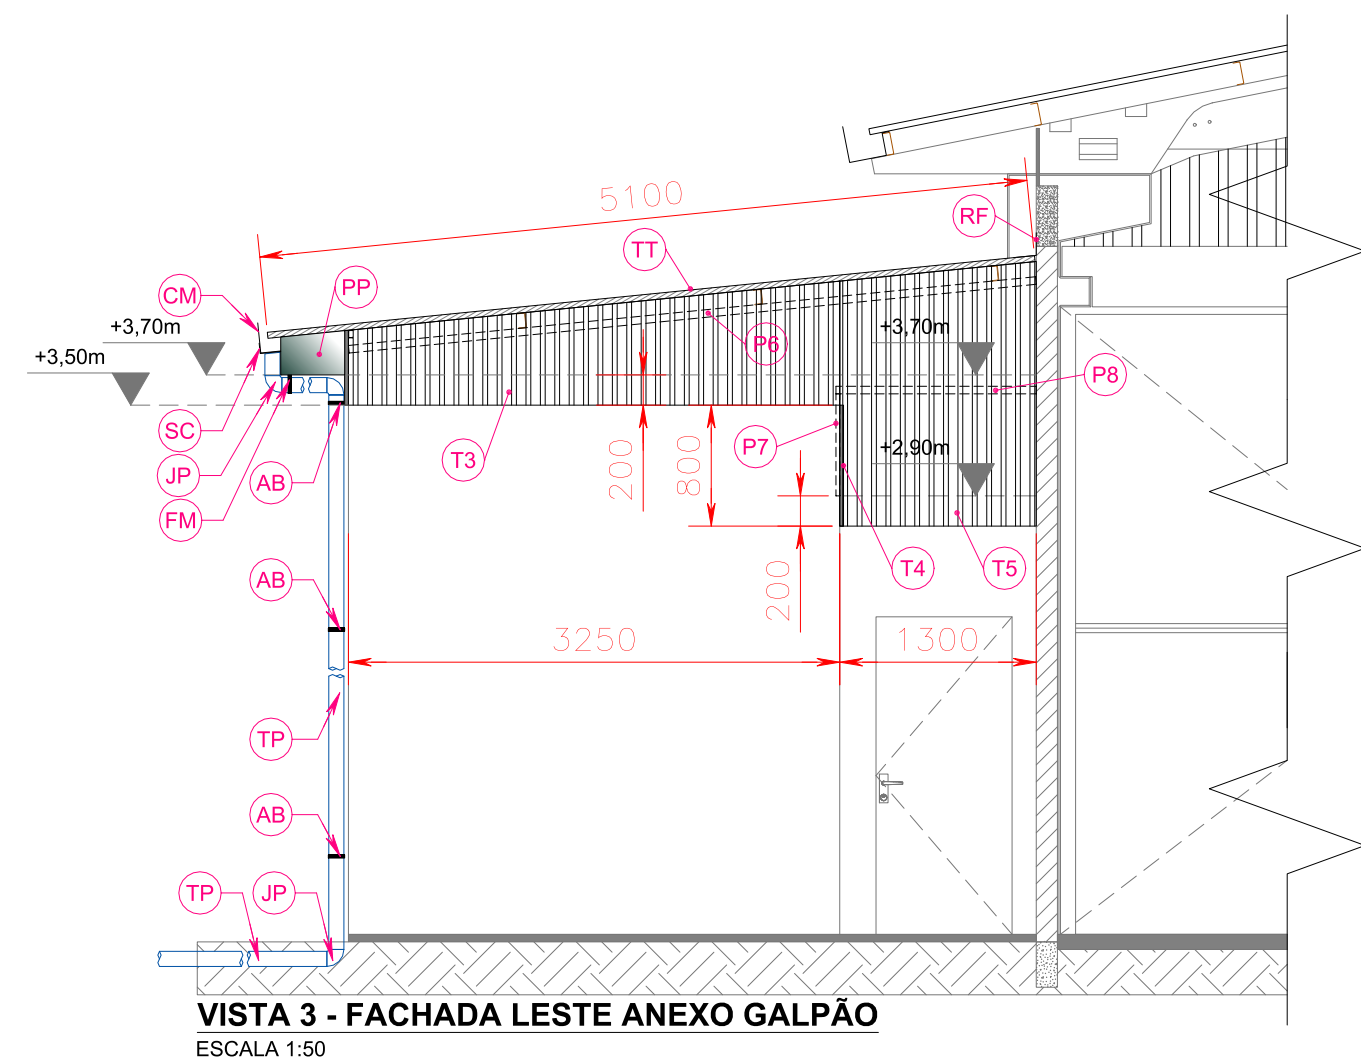 5100
RF
TT
CM
PP
+3,70m
+3,70m
P6
+3,50m
P8
SC
T3
P7
+2,90m
JP
AB
200
800
FM
T4
T5
AB
200
3250
1300
TP
AB
TP
JP
VISTA 3 - FACHADA LESTE ANEXO GALPÃO
ESCALA 1:50